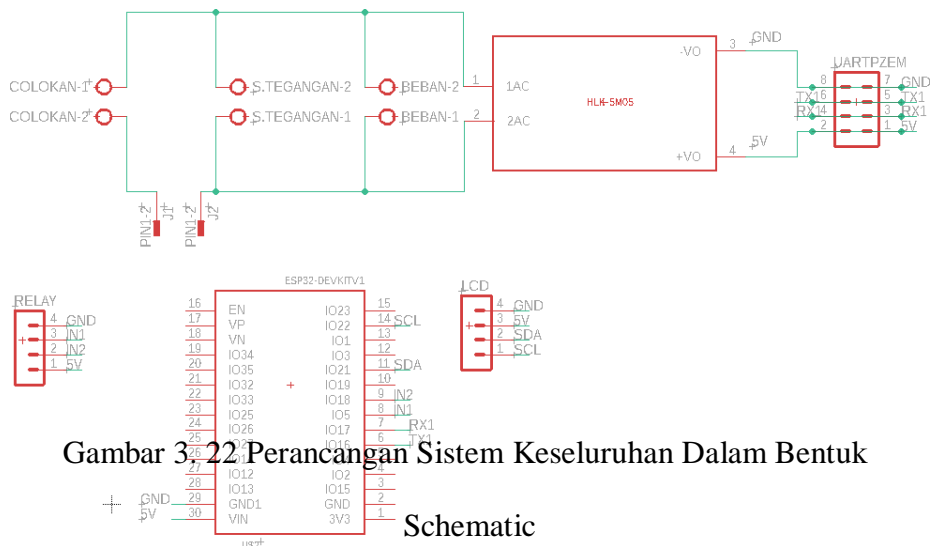 GND
-VO 3
UARTPZEM
COLOKAN-1 S.TEGANGAN-2 BEBAN-2 1 1AC HLK-5M05 8 7 GND
TX1 6 5 TX1
COLOKAN-2 S.TEGANGAN-1 BEBAN-1 2 2AC RX1 4 3 RX1
5V 2 1 5V
+VO 4
PIN1-2 J1 PIN1-2 J2
ESP32-DEVKITV1
RELAY LCD
16 EN IO23 15 4 GND
4 GND 17 VP IO22 14 SCL 3 5V
3 IN1 18 VN IO1 13 2 SDA
2 IN2 19 IO34 IO3 12 1 SCL
1 5V 20 IO35 IO21 11 SDA
21 IO32 IO19 10
22 IO33 IO18 9 IN2
23 IO25 IO5 8 IN1
24 IO26 IO17 7 RX1
25 IO27 IO16 6 TX1
Gambar 3. 22 Perancangan Sistem Keseluruhan Dalam Bentuk
26
27 IO12 IO2 4
28 IO13 IO15 3
GND 29 GND1 GND 2
5V 30 VIN 3V3 1
Schematic